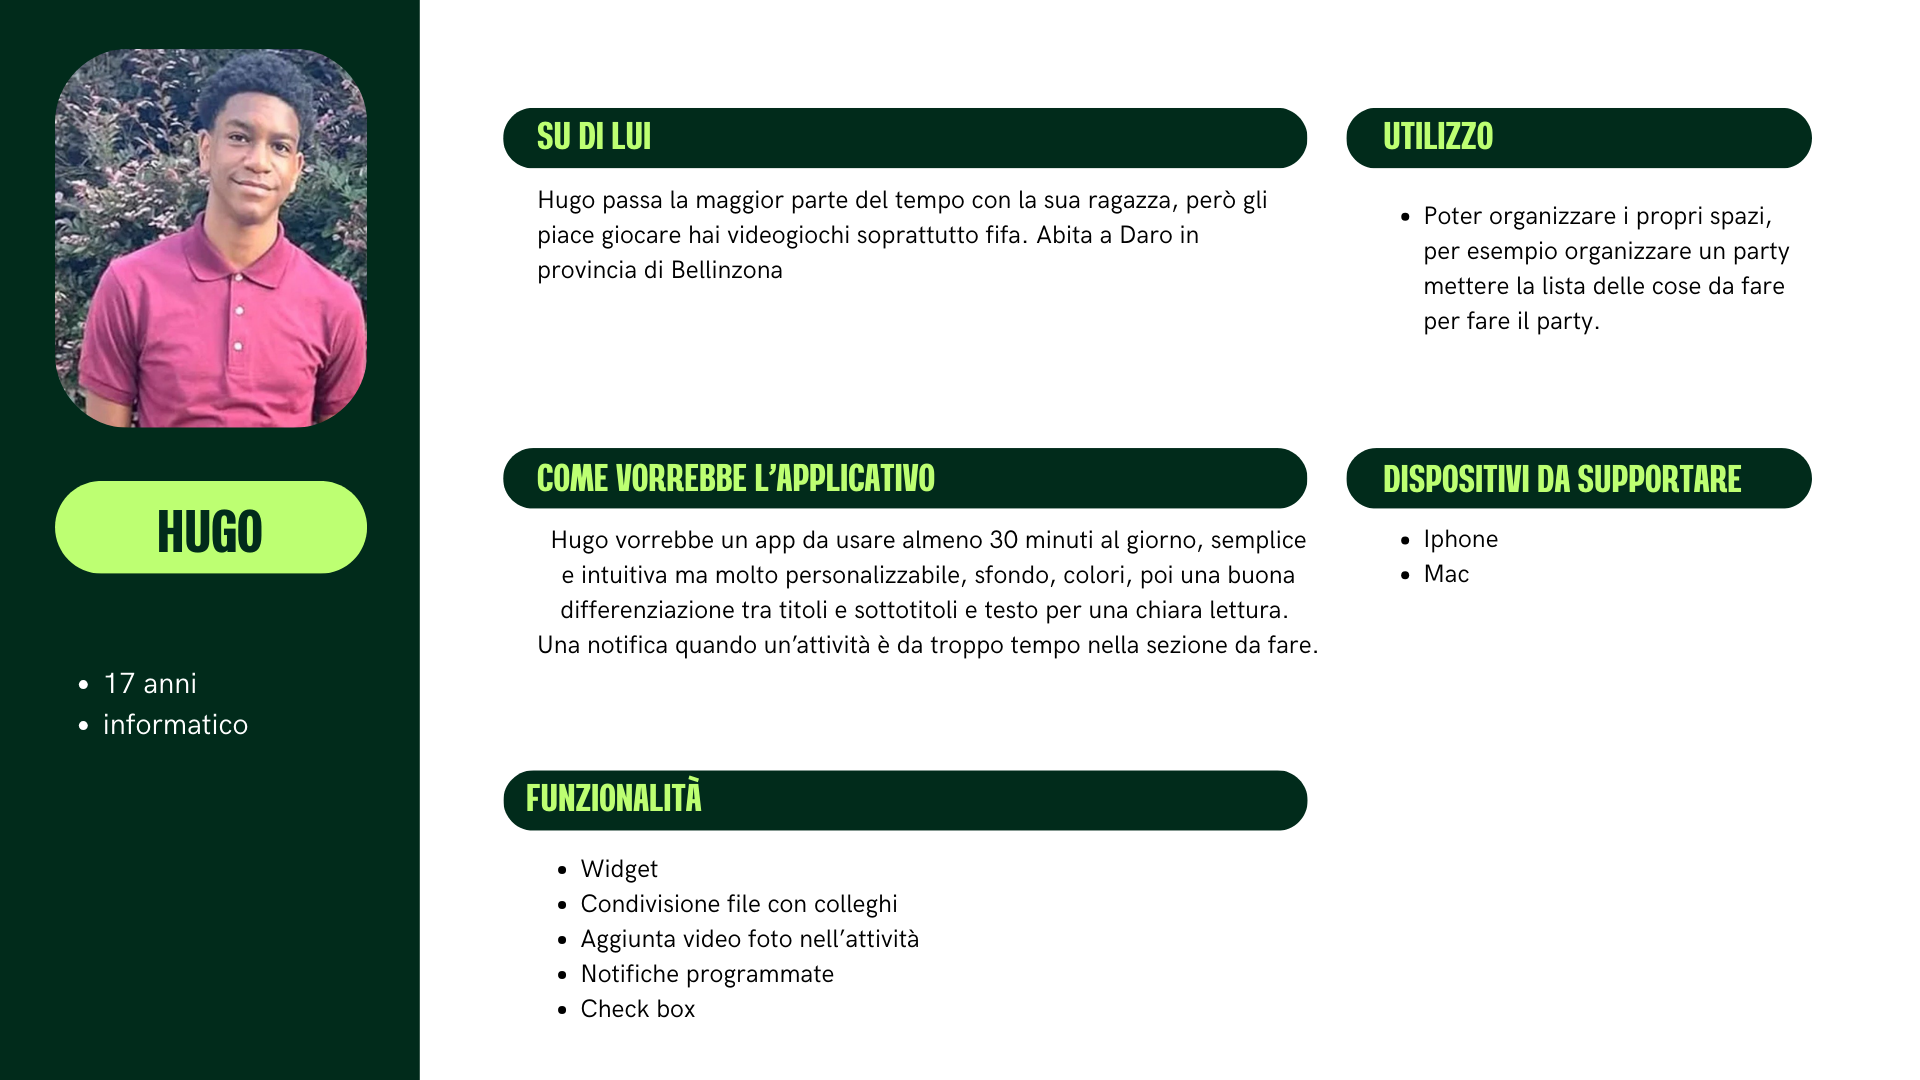 HUGO
17 anni
informatico
SU DI LUI
Hugo passa la maggior parte del tempo con la sua ragazza, però gli
piace giocare hai videogiochi soprattutto fifa. Abita a Daro in
provincia di Bellinzona
UTILIZZO
Poter organizzare i propri spazi,
per esempio organizzare un party
mettere la lista delle cose da fare
per fare il party.
COME VORREBBE L’APPLICATIVO
Hugo vorrebbe un app da usare almeno 30 minuti al giorno, semplice
e intuitiva ma molto personalizzabile, sfondo, colori, poi una buona
differenziazione tra titoli e sottotitoli e testo per una chiara lettura.
Una notifica quando un’attività è da troppo tempo nella sezione da fare.
DISPOSITIVI DA SUPPORTARE
Iphone
Mac
FUNZIONALITÀ
Widget
Condivisione file con colleghi
Aggiunta video foto nell’attività
Notifiche programmate
Check box